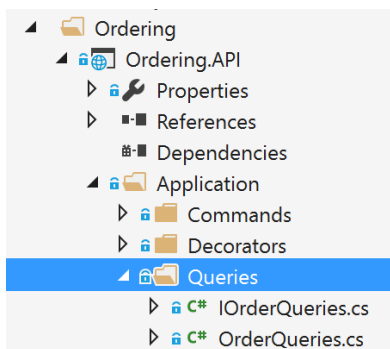 Ordering
Ordering.API
Properties
References
Dependencies
Application
Commands
Decorators
Queries
C# IOrderQueries.cs
C# OrderQueries.cs